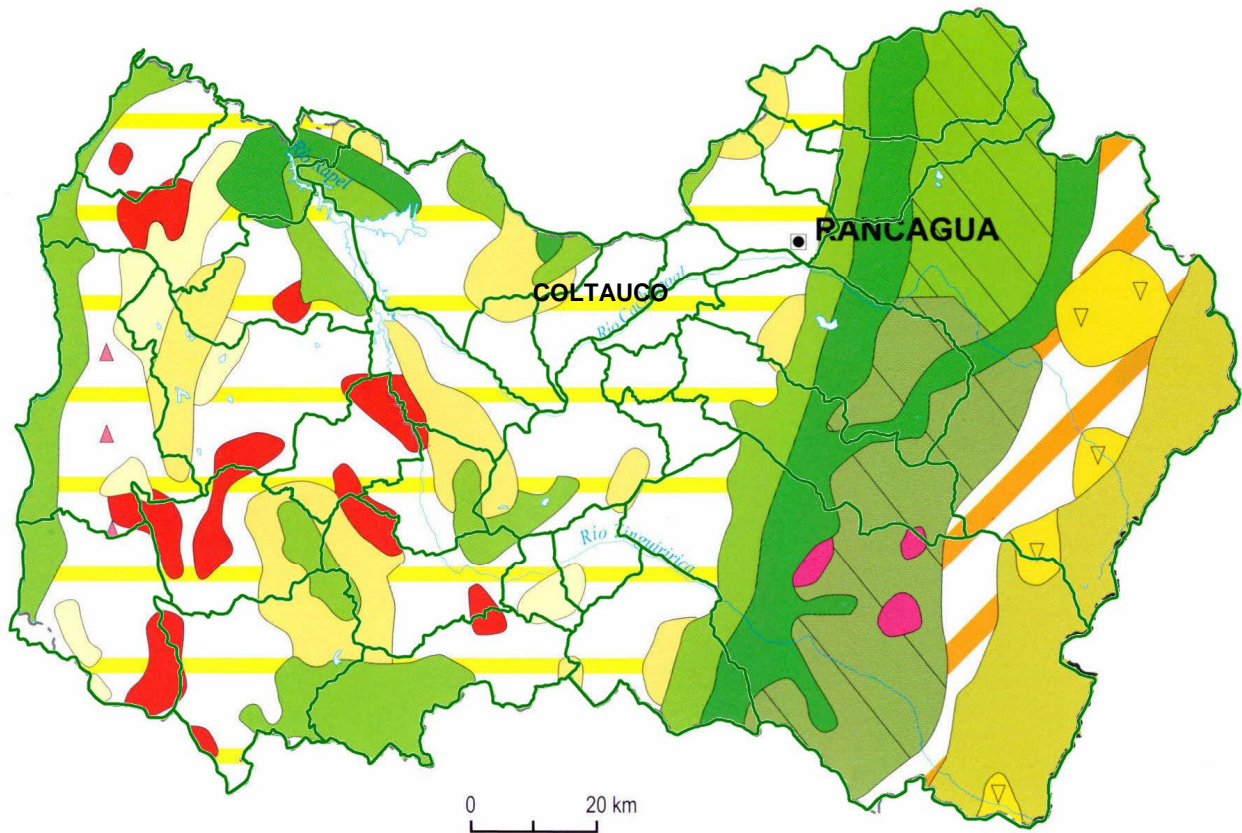 Río Rapel
RANCAGUA
COLTAUCO
Río Cachapoal
Río Tinguiririca
0 20 km